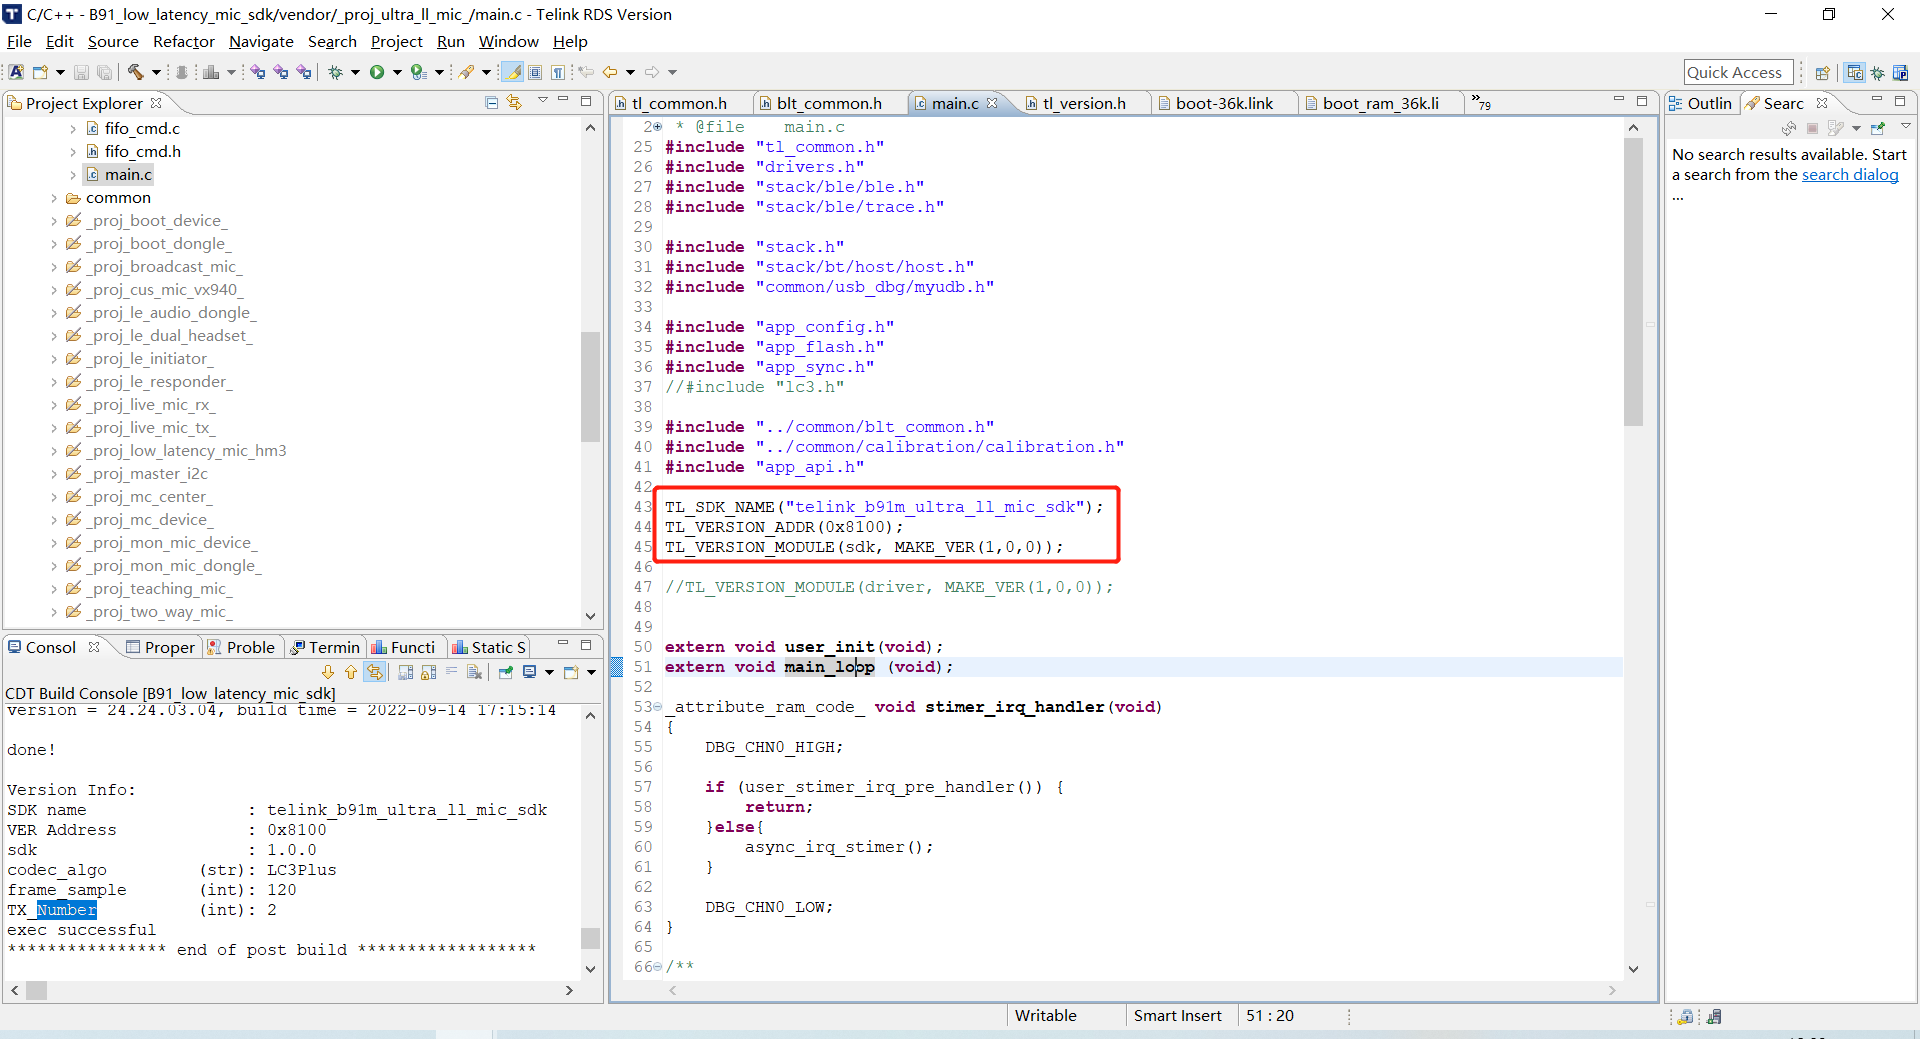 C/C++ - B91_low_latency_mic_sdk/vendor/_proj_ultra_ll_mic_/main.c - Telink RDS Version
File Edit Source Refactor Navigate Search Project Run Window Help
Quick Access
Project Explorer
fifo_cmd.c
fifo_cmd.h
main.c
common
_proj_boot_device_
_proj_boot_dongle_
_proj_broadcast_mic_
_proj_cus_mic_vx940_
_proj_le_audio_dongle_
_proj_le_dual_headset_
_proj_le_initiator_
_proj_le_responder_
_proj_live_mic_rx_
_proj_live_mic_tx_
_proj_low_latency_mic_hm3
_proj_master_i2c
_proj_mc_center_
_proj_mc_device_
_proj_mon_mic_device_
_proj_mon_mic_dongle_
_proj_teaching_mic_
_proj_two_way_mic_
Consol Proper Proble Termin Functi Static S
CDT Build Console [B91_low_latency_mic_sdk]
version = 24.24.03.04, build time = 2022-09-14 17:15:14
done!
Version Info:
SDK name : telink_b91m_ultra_ll_mic_sdk
VER Address : 0x8100
sdk : 1.0.0
codec_algo (str): LC3Plus
frame_sample (int): 120
TX_Number (int): 2
exec successful
**************** end of post build ******************
tl_common.h blt_common.h main.c tl_version.h boot-36k.link boot_ram_36k.li »79
2 * @file main.c
25 #include "tl_common.h"
26 #include "drivers.h"
27 #include "stack/ble/ble.h"
28 #include "stack/ble/trace.h"
29
30 #include "stack.h"
31 #include "stack/bt/host/host.h"
32 #include "common/usb_dbg/myudb.h"
33
34 #include "app_config.h"
35 #include "app_flash.h"
36 #include "app_sync.h"
37 //#include "lc3.h"
38
39 #include "../common/blt_common.h"
40 #include "../common/calibration/calibration.h"
41 #include "app_api.h"
42
43 TL_SDK_NAME("telink_b91m_ultra_ll_mic_sdk");
44 TL_VERSION_ADDR(0x8100);
45 TL_VERSION_MODULE(sdk, MAKE_VER(1,0,0));
46
47 //TL_VERSION_MODULE(driver, MAKE_VER(1,0,0));
48
49
50 extern void user_init(void);
51 extern void main_loop (void);
52
53 _attribute_ram_code_ void stimer_irq_handler(void)
54 {
55 DBG_CHN0_HIGH;
56
57 if (user_stimer_irq_pre_handler()) {
58 return;
59 }else{
60 async_irq_stimer();
61 }
62
63 DBG_CHN0_LOW;
64 }
65
66 /**
Outlin Searc
No search results available. Start
a search from the search dialog
...
Writable Smart Insert 51 : 20